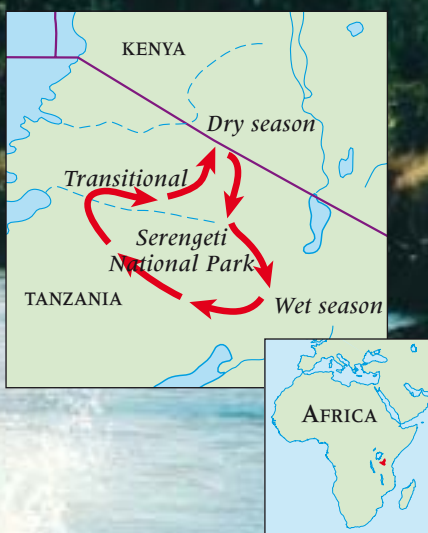 KENYA
Dry season
Transitional
Serengeti
National Park
TANZANIA
Wet season
AFRICA